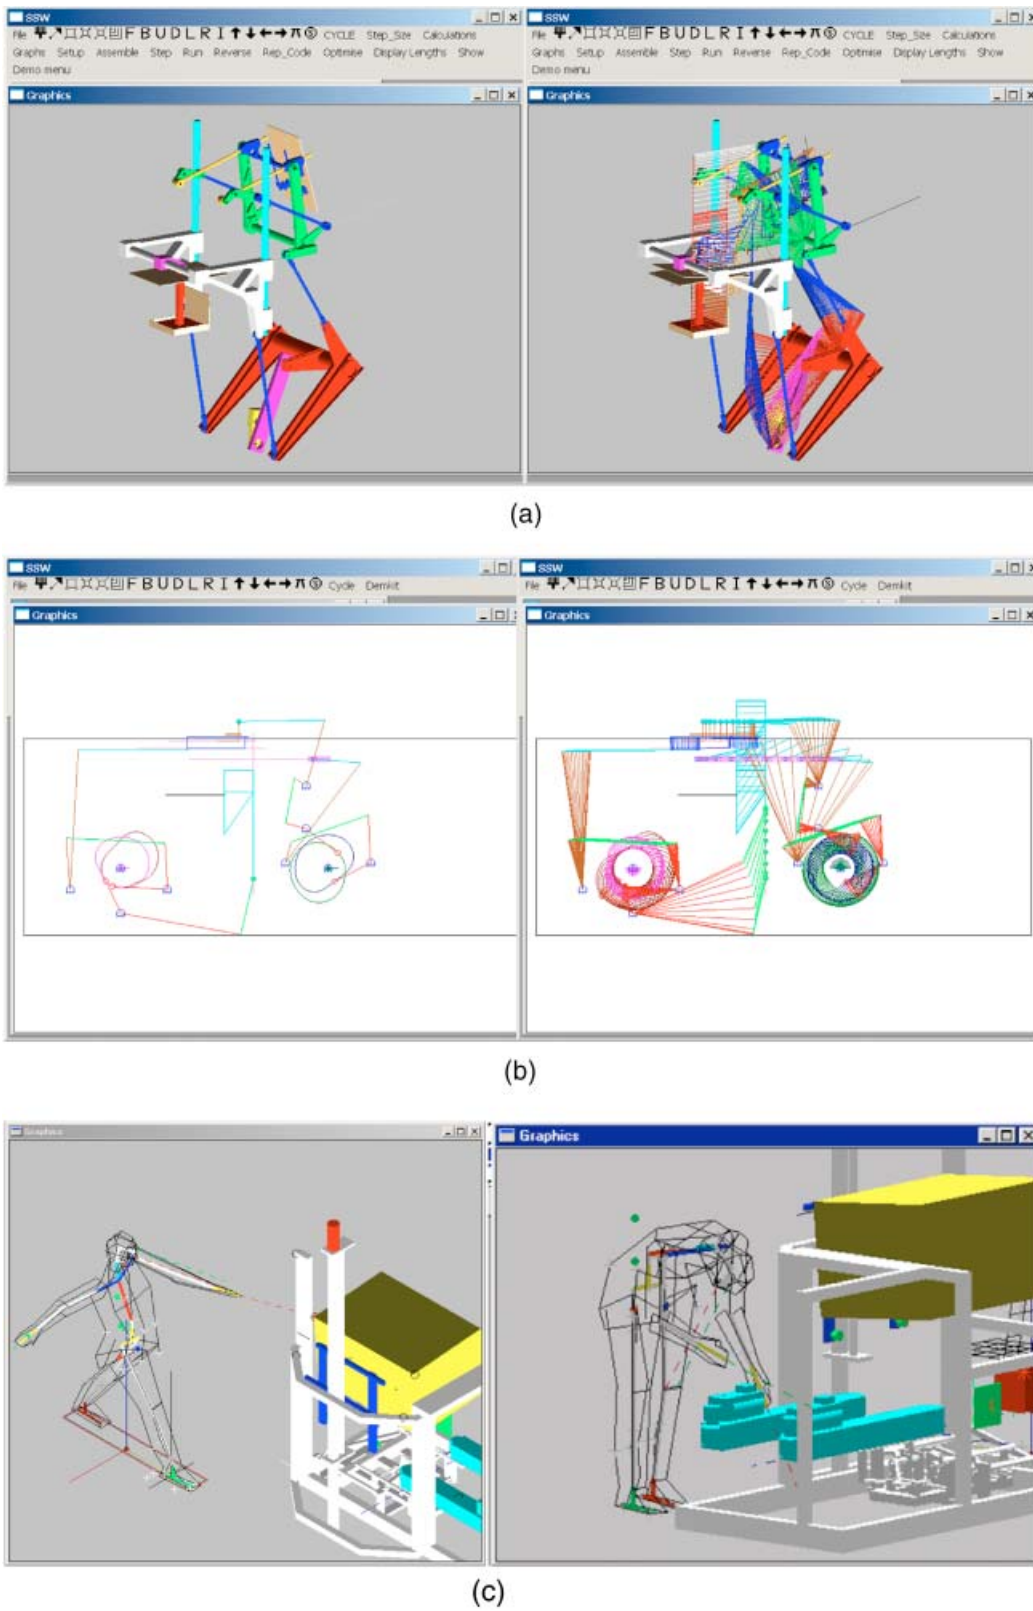 SSW
SSW
File F B U D L R I CYCLE Step_Size Calculations
File F B U D L R I CYCLE Step_Size Calculations
Graphs Setup Assemble Step Run Reverse Rep_Code Optimise Display Lengths Show
Graphs Setup Assemble Step Run Reverse Rep_Code Optimise Display Lengths Show
Demo menu
Demo menu
Graphics
Graphics
(a)
SSW
SSW
File F B U D L R I Cycle Demkit
File F B U D L R I Cycle Demkit
Graphics
Graphics
(b)
Graphics
Graphics
(c)